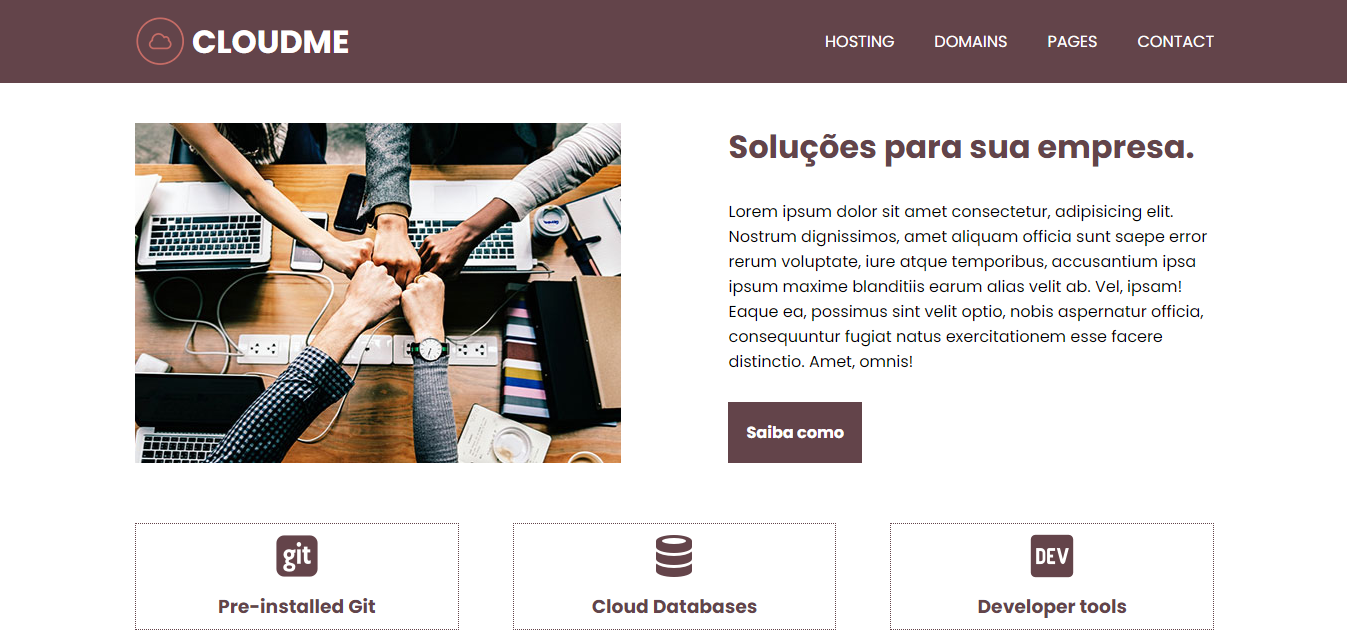 CLOUDME
HOSTING DOMAINS PAGES CONTACT
Soluções para sua empresa.
Lorem ipsum dolor sit amet consectetur, adipisicing elit.
Nostrum dignissimos, amet aliquam officia sunt saepe error
rerum voluptate, iure atque temporibus, accusantium ipsa
ipsum maxime blanditiis earum alias velit ab. Vel, ipsam!
Eaque ea, possimus sint velit optio, nobis aspernatur officia,
consequuntur fugiat natus exercitationem esse facere
distinctio. Amet, omnis!
Saiba como
git
Pre-installed Git
Cloud Databases
DEV
Developer tools